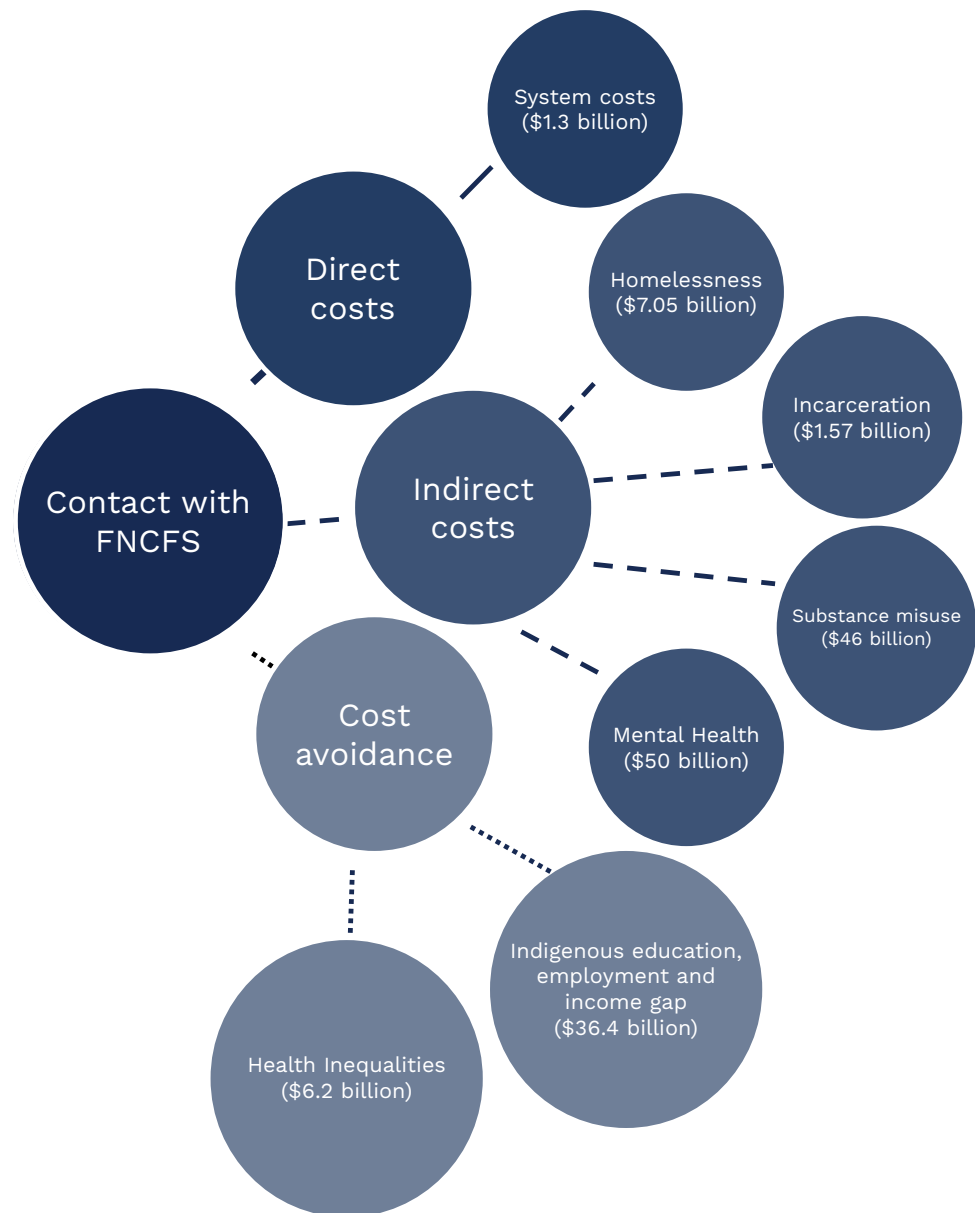 System costs
($1.3 billion)
Direct
costs
Homelessness
($7.05 billion)
Incarceration
($1.57 billion)
Contact with
FNCFS
Indirect
costs
Substance misuse
($46 billion)
Cost
avoidance
Mental Health
($50 billion)
Indigenous education,
employment and
income gap
($36.4 billion)
Health Inequalities
($6.2 billion)